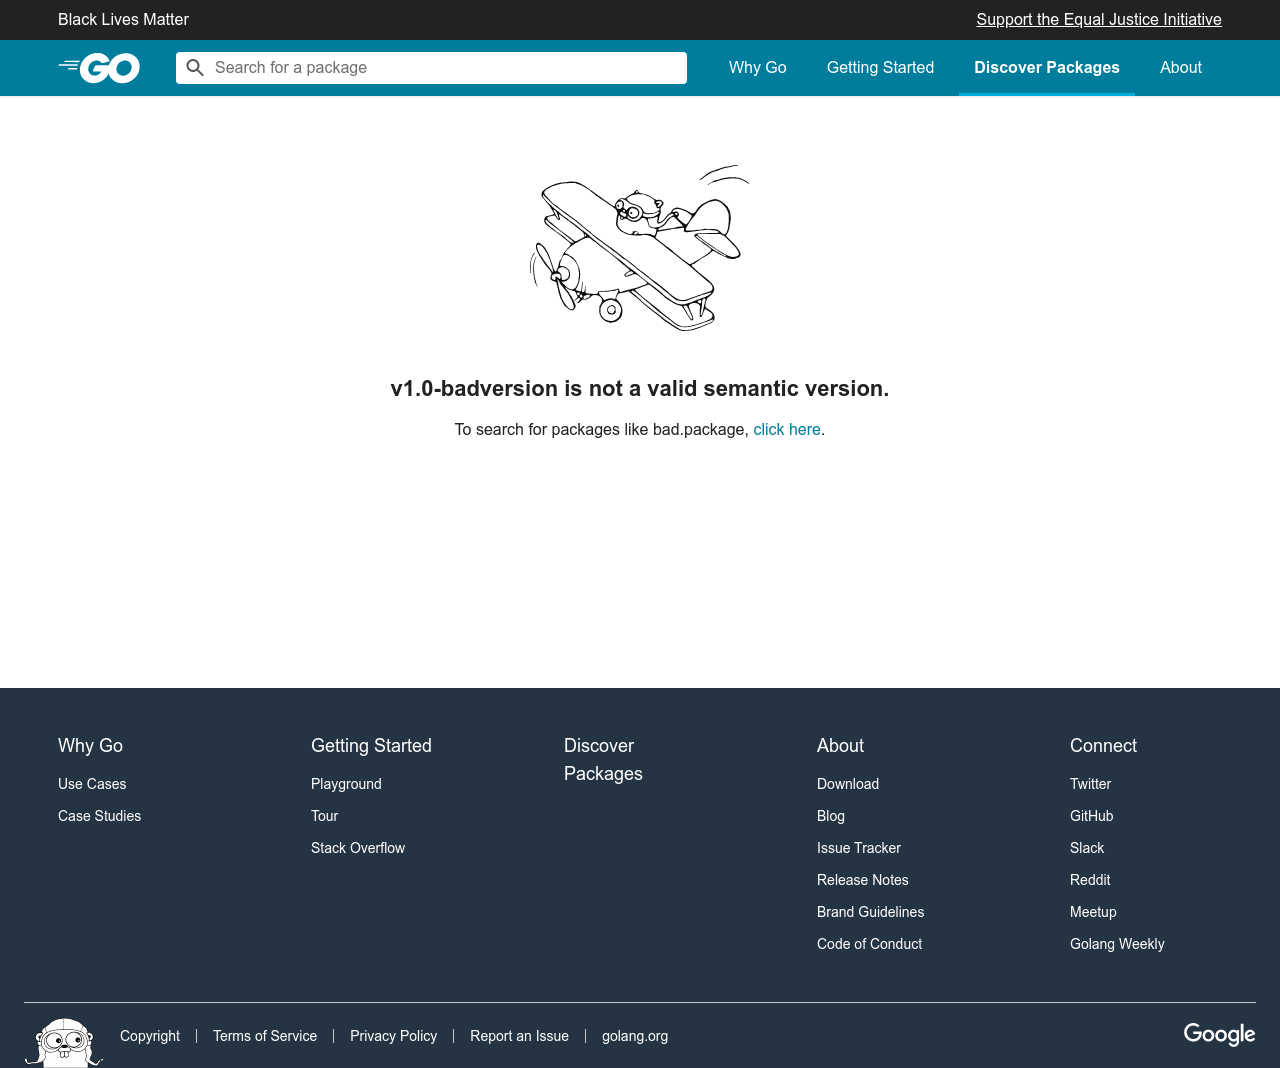 Black Lives Matter
Support the Equal Justice Initiative
GO
Search for a package
Why Go
Getting Started
Discover Packages
About
v1.0-badversion is not a valid semantic version.
To search for packages like bad.package, click here.
Why Go
Use Cases
Case Studies
Getting Started
Playground
Tour
Stack Overflow
Discover
Packages
About
Download
Blog
Issue Tracker
Release Notes
Brand Guidelines
Code of Conduct
Connect
Twitter
GitHub
Slack
Reddit
Meetup
Golang Weekly
Copyright
Terms of Service
Privacy Policy
Report an Issue
golang.org
Google